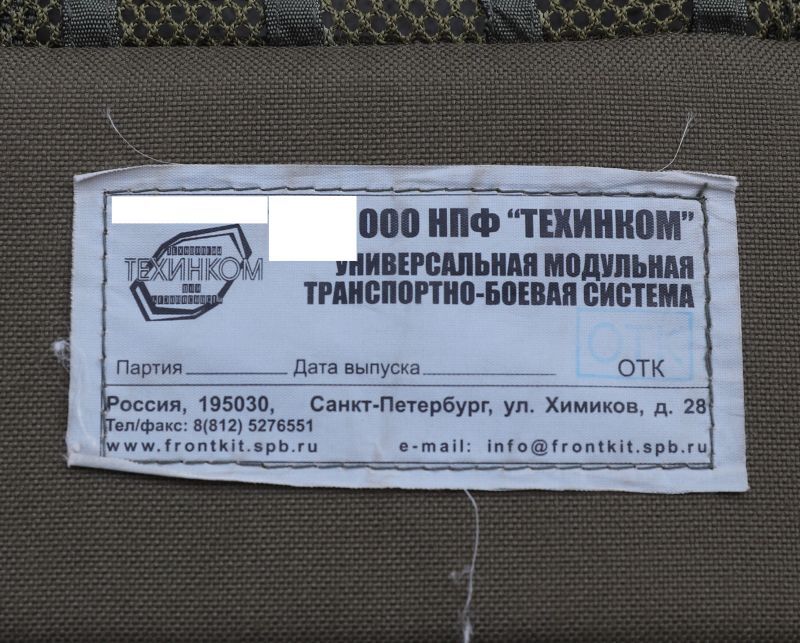 ООО НПФ “ТЕХИНКОМ”
ТЕХИНКОМ
УНИВЕРСАЛЬНАЯ МОДУЛЬНАЯ
ТРАНСПОРТНО-БОЕВАЯ СИСТЕМА
ОТК
Партия Дата выпуска ОТК
Россия, 195030, Санкт-Петербург, ул. Химиков, д. 28
Тел/факс: 8(812) 5276551
www.frontkit.spb.ru e-mail: info@frontkit.spb.ru